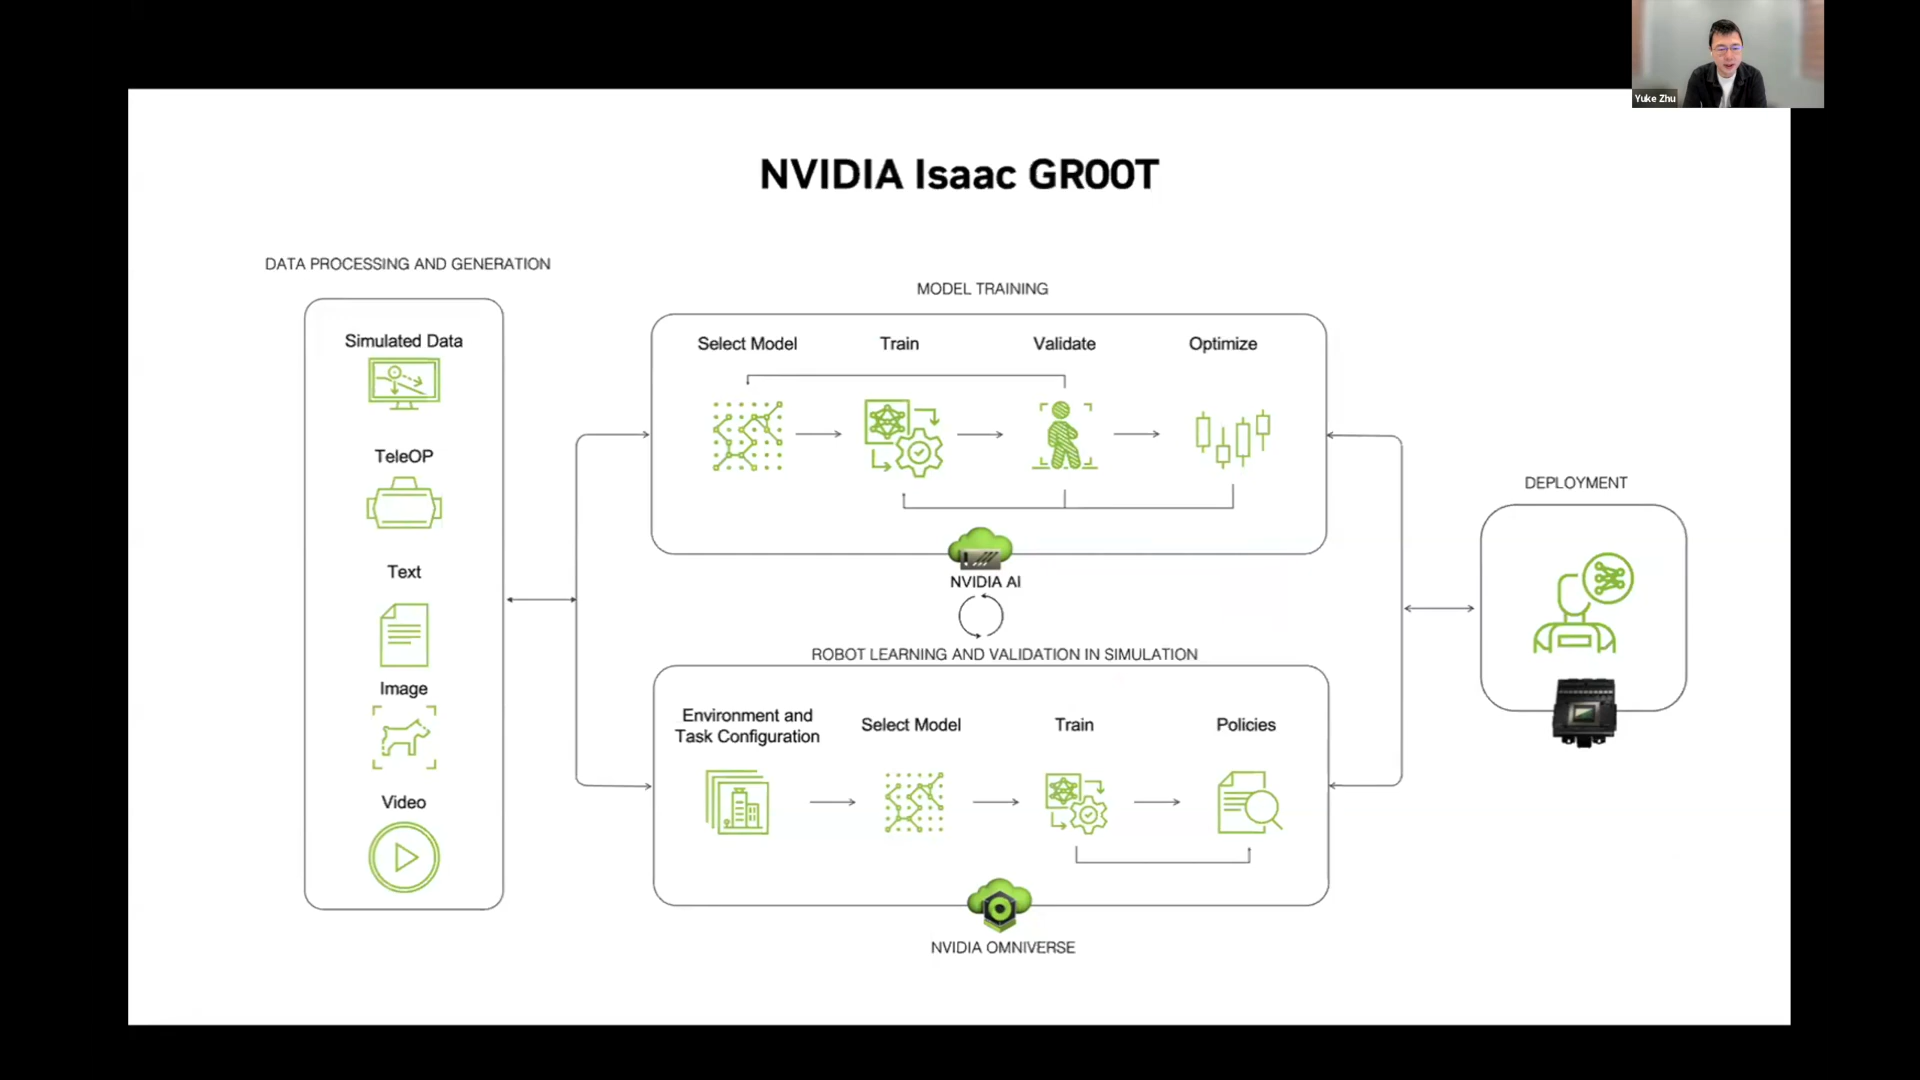 Yuke Zhu
NVIDIA Isaac GR00T
DATA PROCESSING AND GENERATION
Simulated Data
TeleOP
Text
Image
Video
MODEL TRAINING
Select Model
Train
Validate
Optimize
NVIDIA AI
ROBOT LEARNING AND VALIDATION IN SIMULATION
Environment and
Task Configuration
Select Model
Train
Policies
NVIDIA OMNIVERSE
DEPLOYMENT